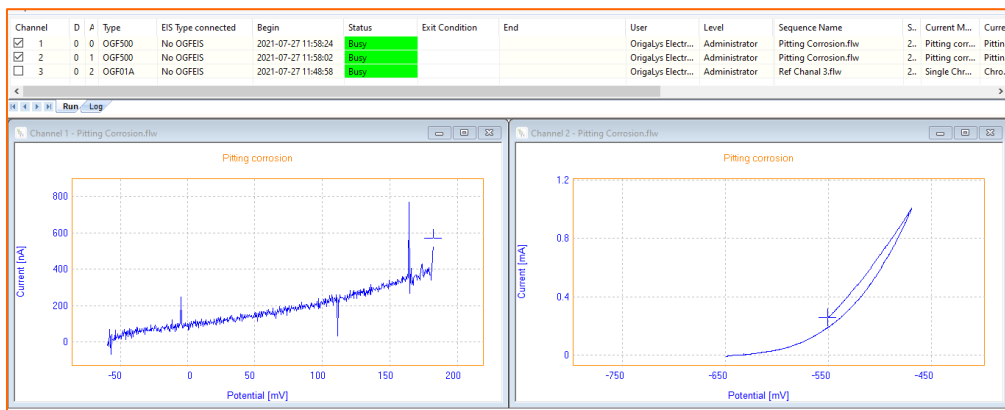 Channel D A Type EIS Type connected Begin Status Exit Condition End User Level Sequence Name S.. Current M... Curre
1 0 0 OGF500 No OGFEIS 2021-07-27 11:58:24 Busy OrigaLys Electr... Administrator Pitting Corrosion.flw 2.. Pitting corr... Pittin
2 0 1 OGF500 No OGFEIS 2021-07-27 11:58:02 Busy OrigaLys Electr... Administrator Pitting Corrosion.flw 2.. Pitting corr... Pittin
3 0 2 OGF01A No OGFEIS 2021-07-27 11:48:58 Busy OrigaLys Electr... Administrator Ref Chanal 3.flw 2.. Single Chr... Chro.
Run Log
Channel 1 - Pitting Corrosion.flw
Pitting corrosion
800
600
400
200
0
Current [nA]
-50 0 50 100 150 200
Potential [mV]
Channel 2 - Pitting Corrosion.flw
Pitting corrosion
1.2
0.8
0.4
0
Current [mA]
-750 -650 -550 -450
Potential [mV]